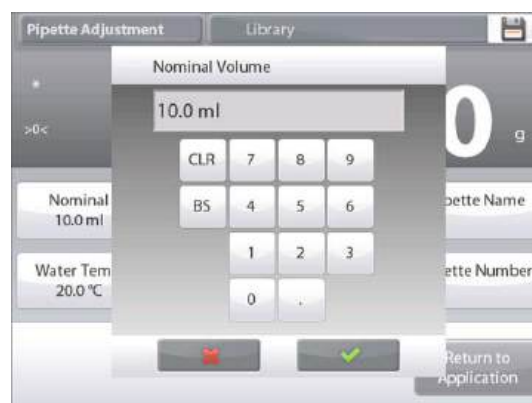 Pipette Adjustment
Library
Nominal Volume
10.0 ml
>0<
0 g
CLR 7 8 9
BS 4 5 6
1 2 3
0 .
Nominal
10.0 ml
pette Name
Water Tem
20.0 °C
ette Number
Return to
Application